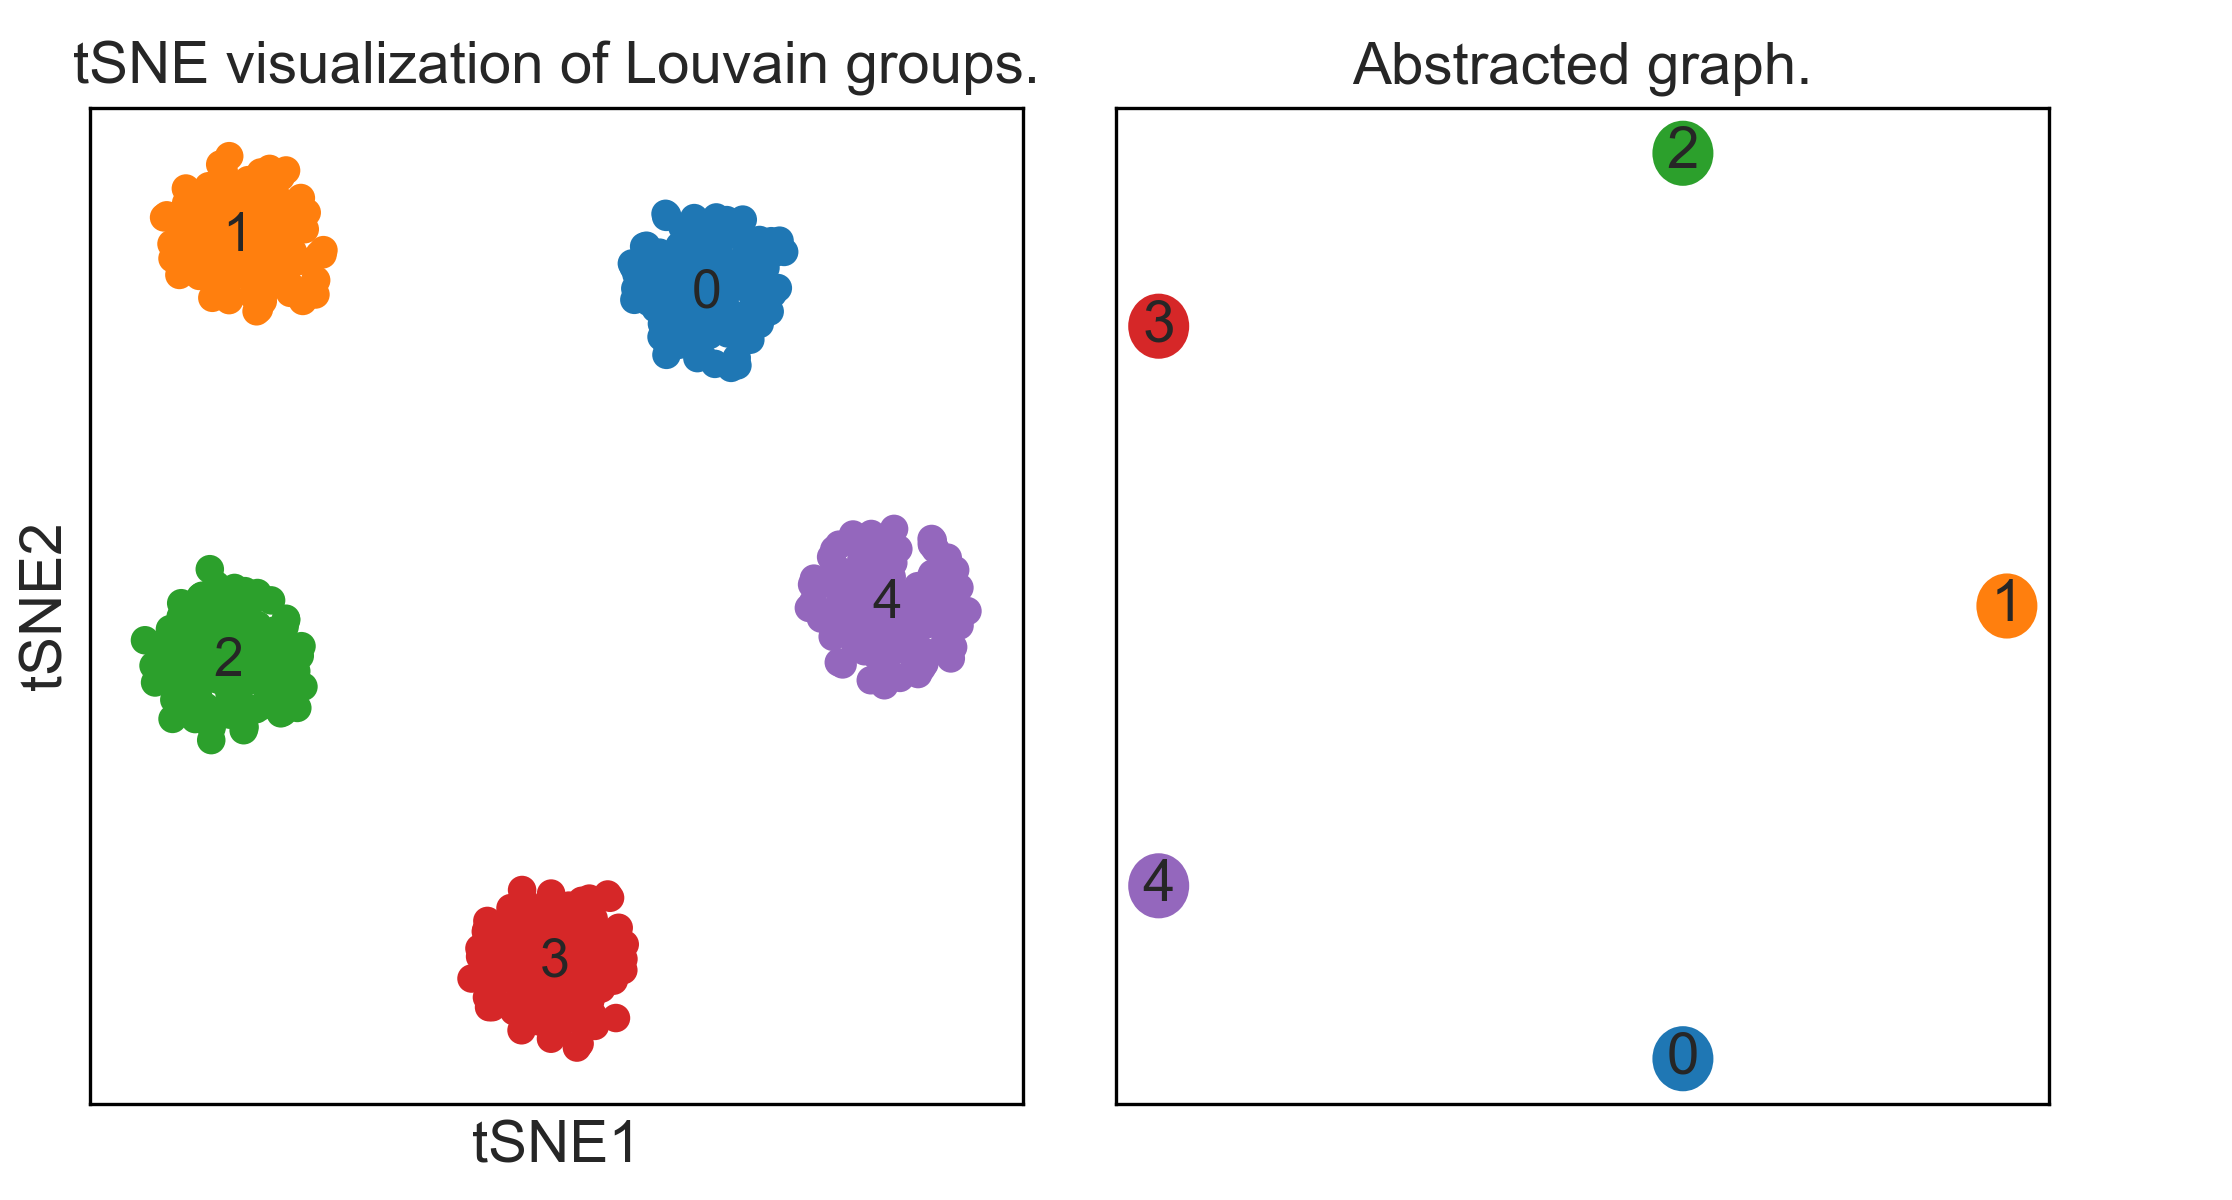 tSNE visualization of Louvain groups.
1
0
4
2
3
tSNE2
tSNE1
Abstracted graph.
2
3
1
4
0